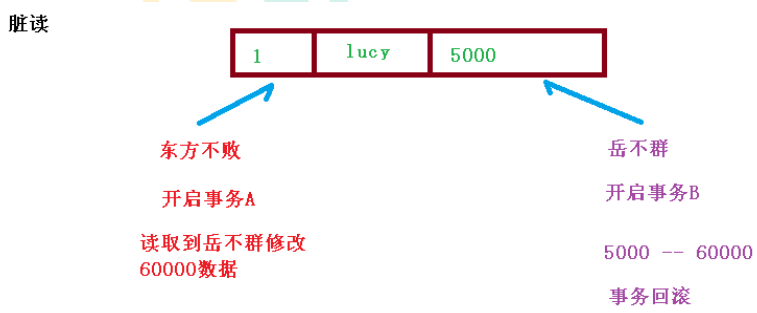 脏读
1 lucy 5000
东方不败
开启事务A
读取到岳不群修改
60000数据
岳不群
开启事务B
5000 -- 60000
事务回滚